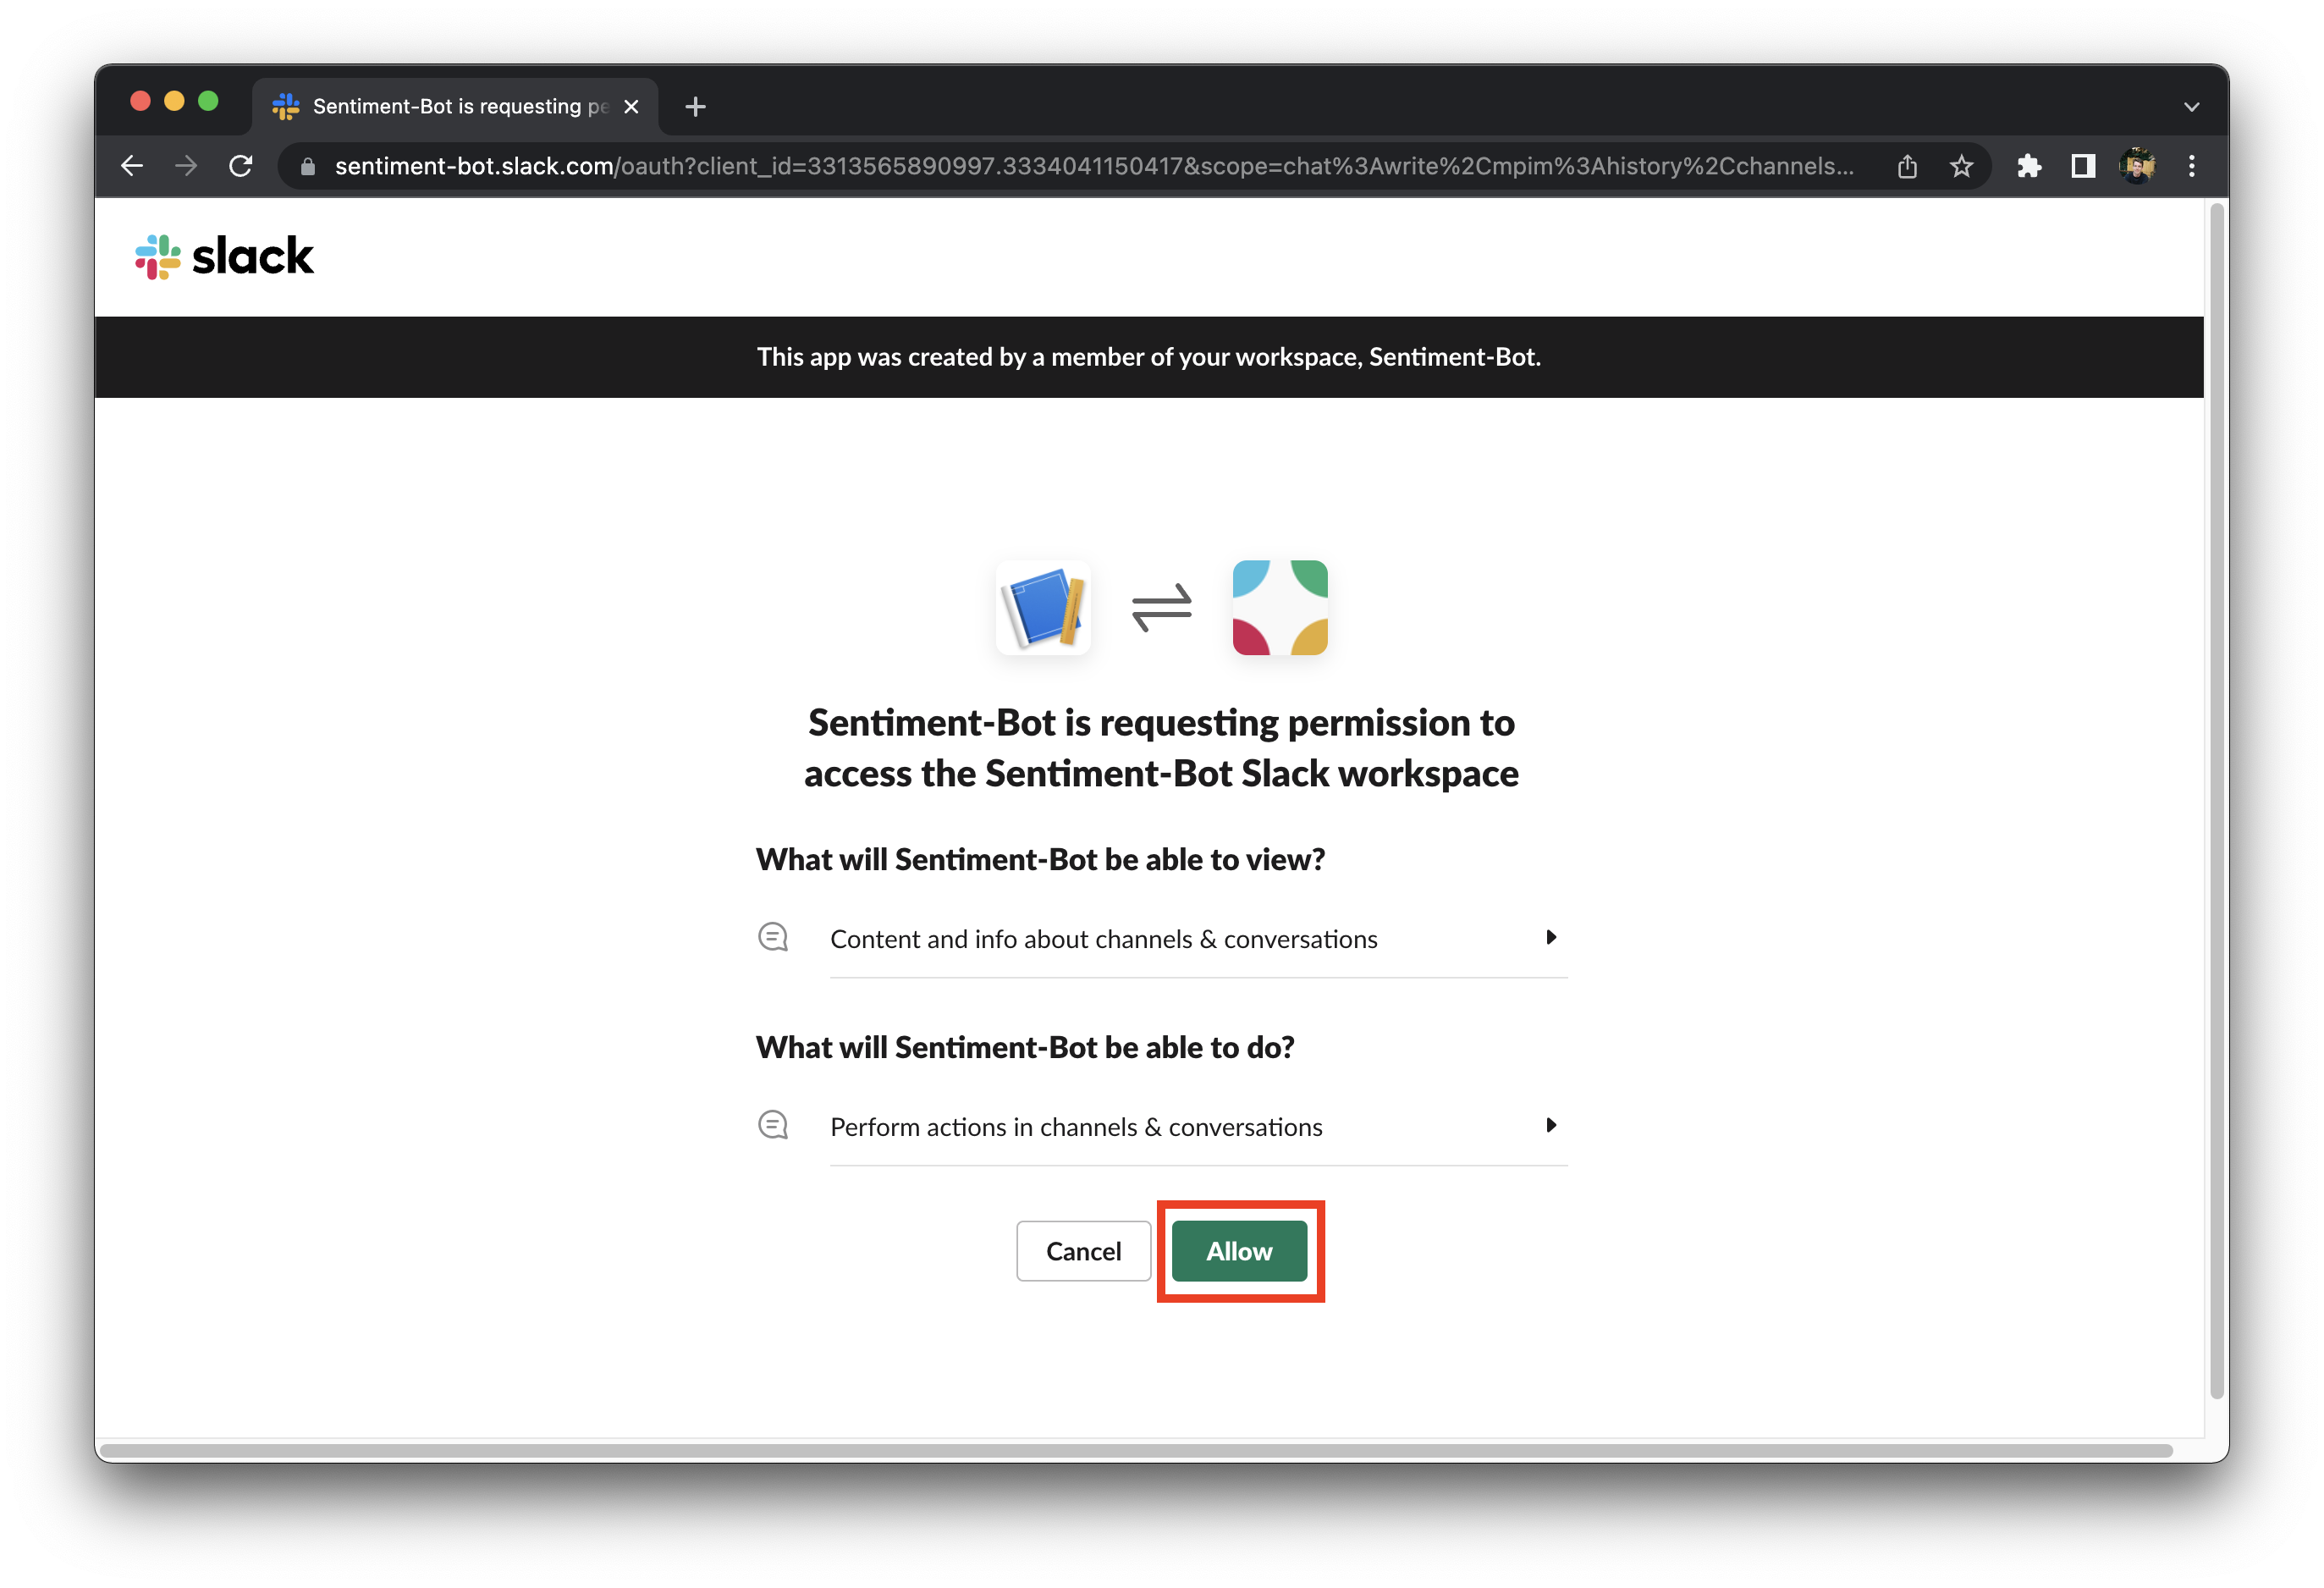 Sentiment-Bot is requesting pe
sentiment-bot.slack.com/oauth?client_id=3313565890997.3334041150417&scope=chat%3Awrite%2Cmpim%3Ahistory%2Cchannels...
slack
This app was created by a member of your workspace, Sentiment-Bot.
Sentiment-Bot is requesting permission to
access the Sentiment-Bot Slack workspace
What will Sentiment-Bot be able to view?
Content and info about channels & conversations
What will Sentiment-Bot be able to do?
Perform actions in channels & conversations
Cancel
Allow